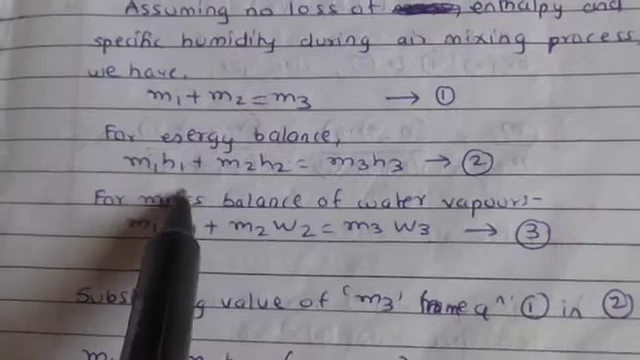 Assuming no loss of enthalpy and
specific humidity during air mixing process
we have,
m₁ + m₂ = m₃ → ①
For energy balance,
m₁h₁ + m₂h₂ = m₃h₃ → ②
For mass balance of water vapour:-
+ m₂ W₂ = m₃ W₃ → ③
value of 'm₃' from eqⁿ ① in ②